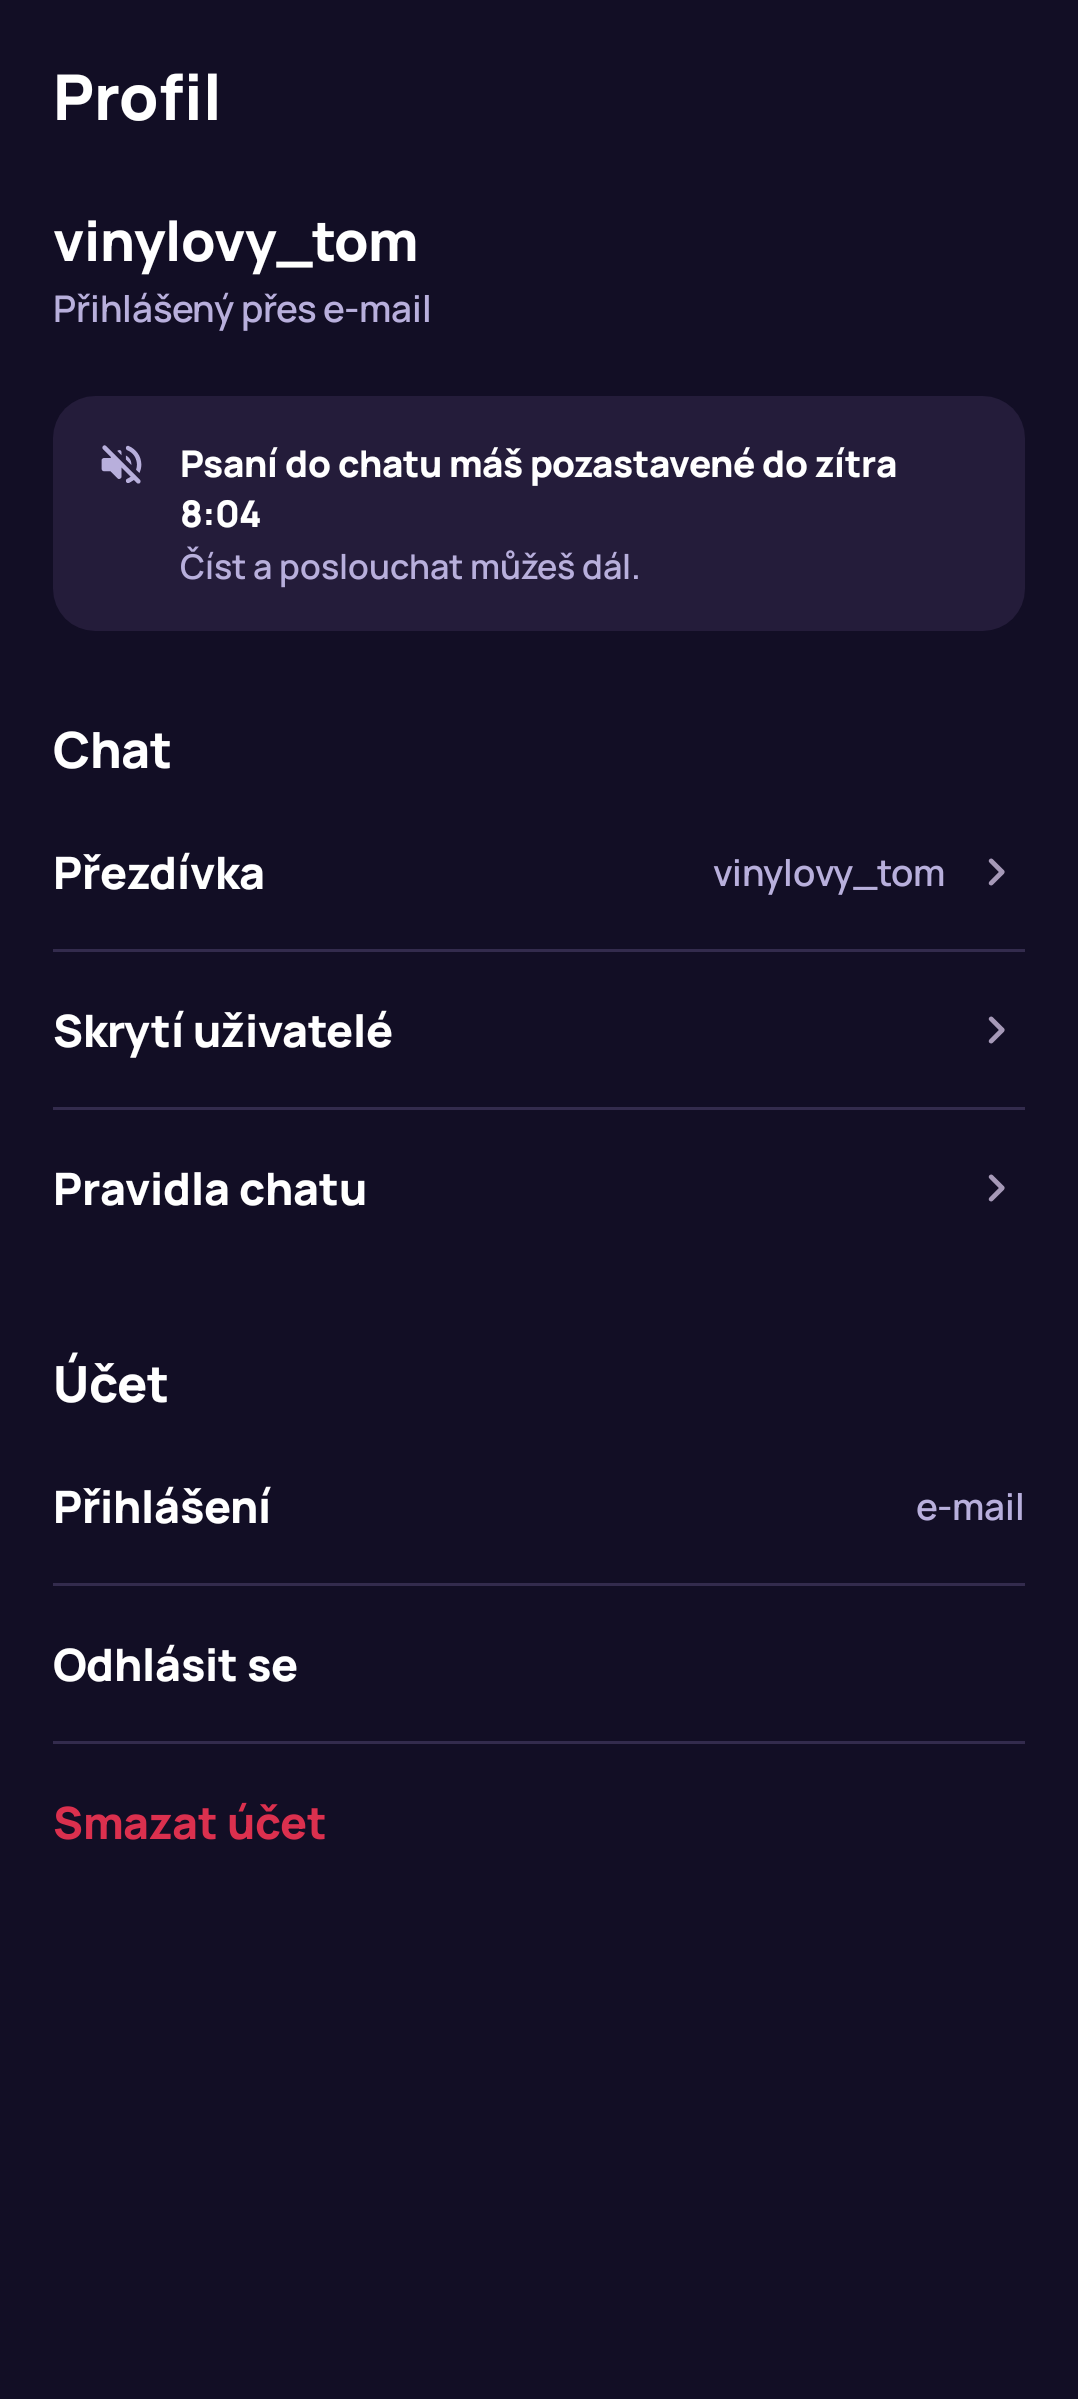 Profil
vinylovy_tom
Přihlášený přes e-mail
Psaní do chatu máš pozastavené do zítra
8:04
Číst a poslouchat můžeš dál.
Chat
Přezdívka vinylovy_tom
Skrytí uživatelé
Pravidla chatu
Účet
Přihlášení e-mail
Odhlásit se
Smazat účet